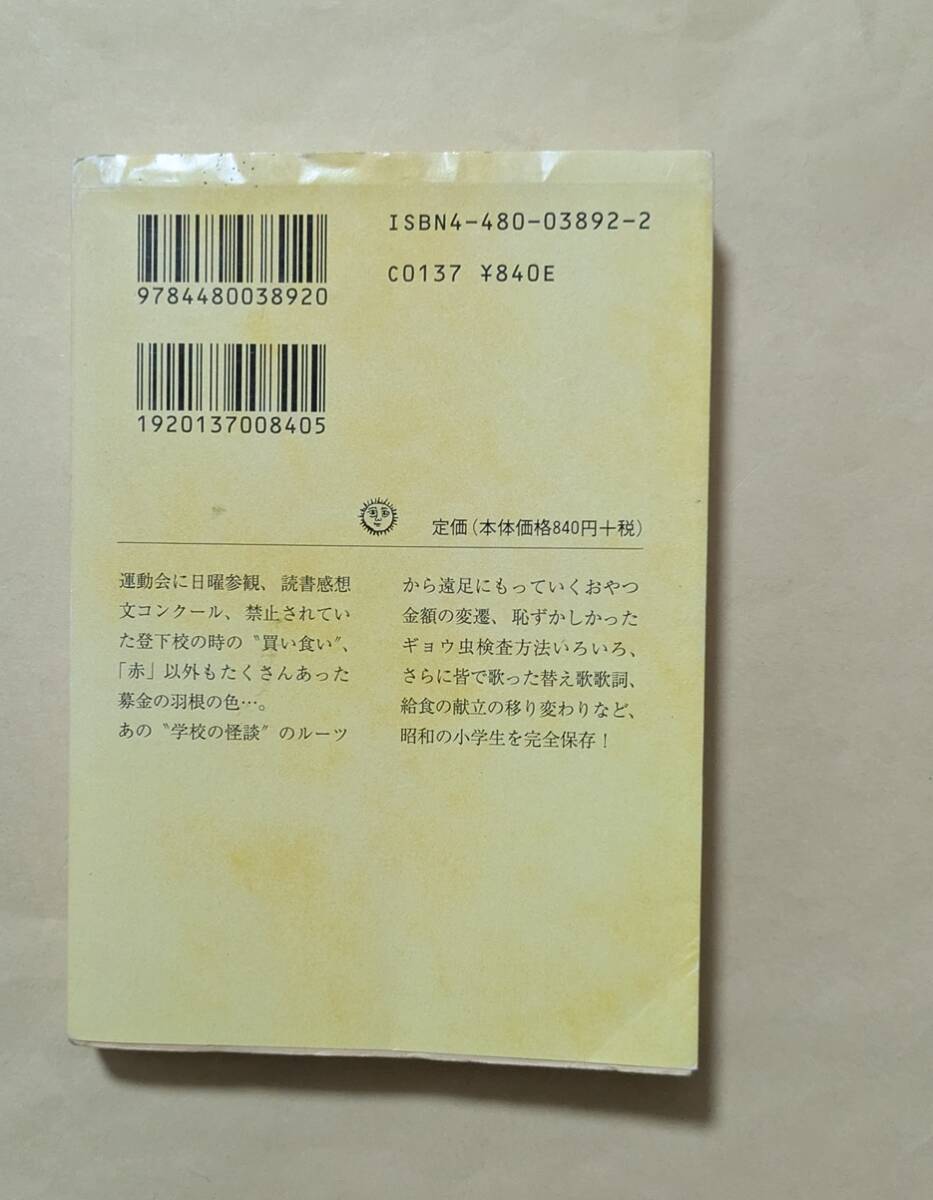 ISBN4-480-03892-2
C0137 ¥840E
9784480038920
1920137008405
定価(本体価格840円+税)
運動会に日曜参観、読書感想
文コンクール、禁止されてい
た登下校の時の〝買い食い〟、
「赤」以外もたくさんあった
募金の羽根の色…。
あの〝学校の怪談〟のルーツ
から遠足にもっていくおやつ
金額の変遷、恥ずかしかった
ギョウ虫検査方法いろいろ、
さらに皆で歌った替え歌歌詞、
給食の献立の移り変わりなど、
昭和の小学生を完全保存!